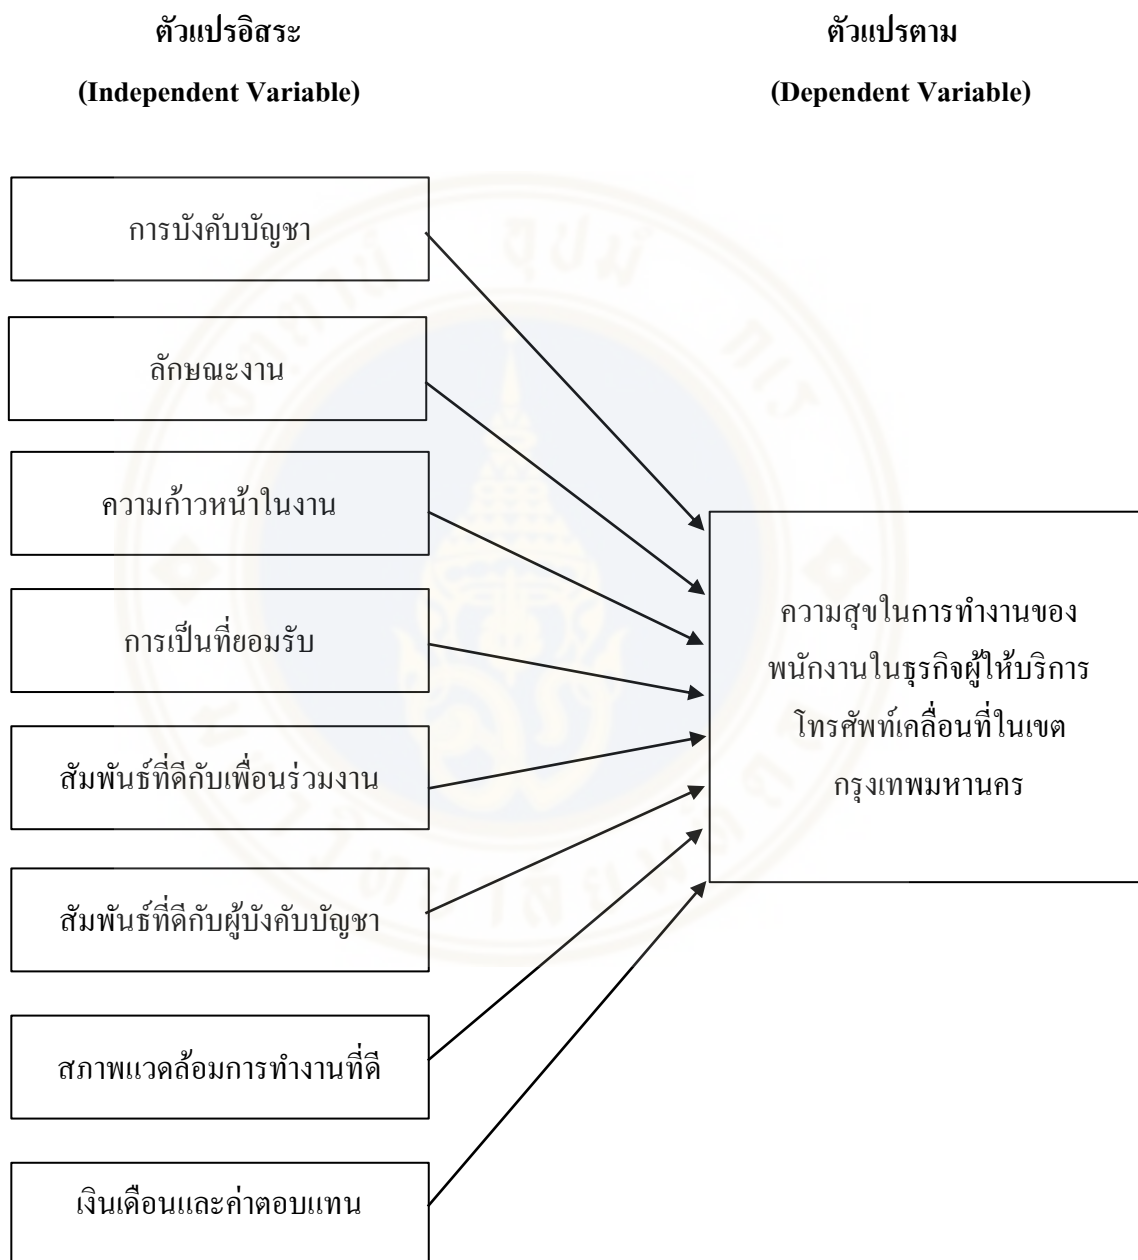 ตัวแปรอิสระ
(Independent Variable)
ตัวแปรตาม
(Dependent Variable)
การบังคับบัญชา
ลักษณะงาน
ความก้าวหน้าในงาน
การเป็นที่ยอมรับ
สัมพันธ์ที่ดีกับเพื่อนร่วมงาน
สัมพันธ์ที่ดีกับผู้บังคับบัญชา
สภาพแวดล้อมการทำงานที่ดี
เงินเดือนและค่าตอบแทน
ความสุขในการทำงานของ
พนักงานในธุรกิจผู้ให้บริการ
โทรศัพท์เคลื่อนที่ในเขต
กรุงเทพมหานคร